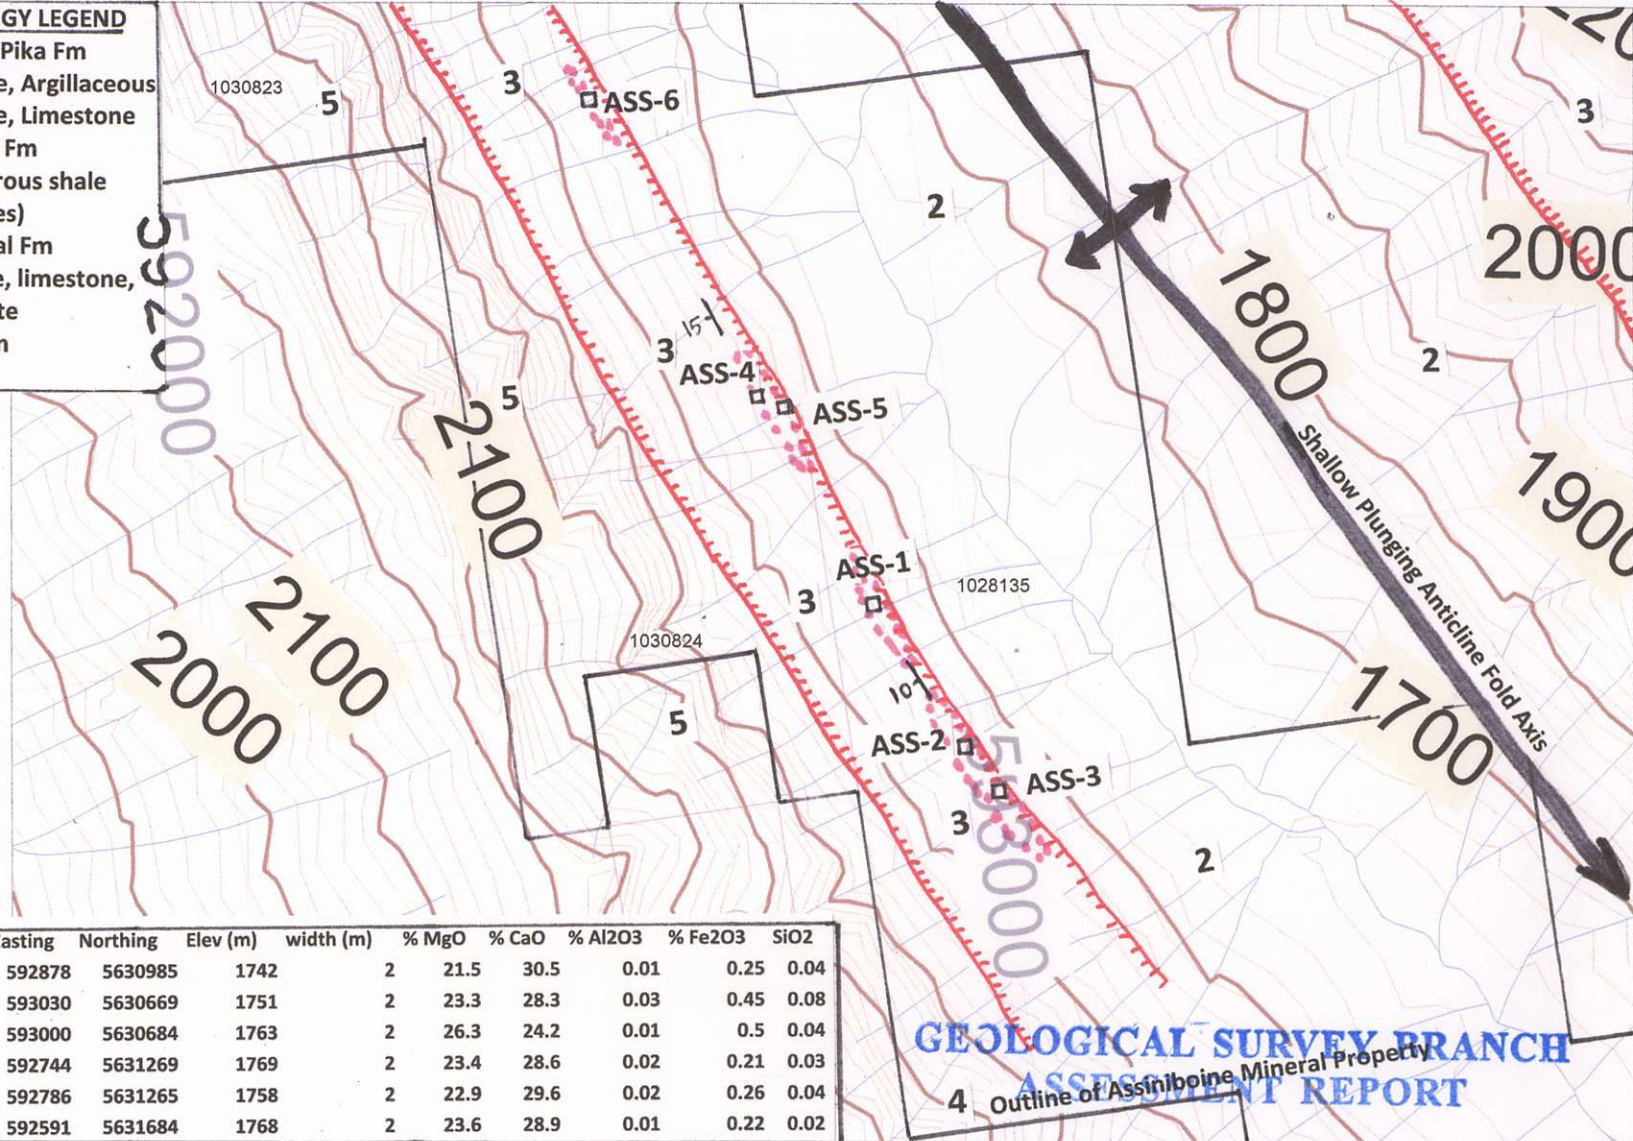 GY LEGEND
Pika Fm
e, Argillaceous
e, Limestone
Fm
rous shale
es)
al Fm
e, limestone,
te
n
5920
592000
1030823
5
3
ASS-6
2
3
2000
1800
2
15
3
ASS-4
ASS-5
5
2100
Shallow Plunging Anticline Fold Axis
1900
ASS-1
3
1028135
1030824
2100
2000
5
10
1700
ASS-2
ASS-3
593000
3
2
asting Northing Elev (m) width (m) % MgO % CaO % Al2O3 % Fe2O3 SiO2
592878 5630985 1742 2 21.5 30.5 0.01 0.25 0.04
593030 5630669 1751 2 23.3 28.3 0.03 0.45 0.08
593000 5630684 1763 2 26.3 24.2 0.01 0.5 0.04
592744 5631269 1769 2 23.4 28.6 0.02 0.21 0.03
592786 5631265 1758 2 22.9 29.6 0.02 0.26 0.04
592591 5631684 1768 2 23.6 28.9 0.01 0.22 0.02
GEOLOGICAL SURVEY BRANCH
ASSESSMENT REPORT
4 Outline of Assiniboine Mineral Property